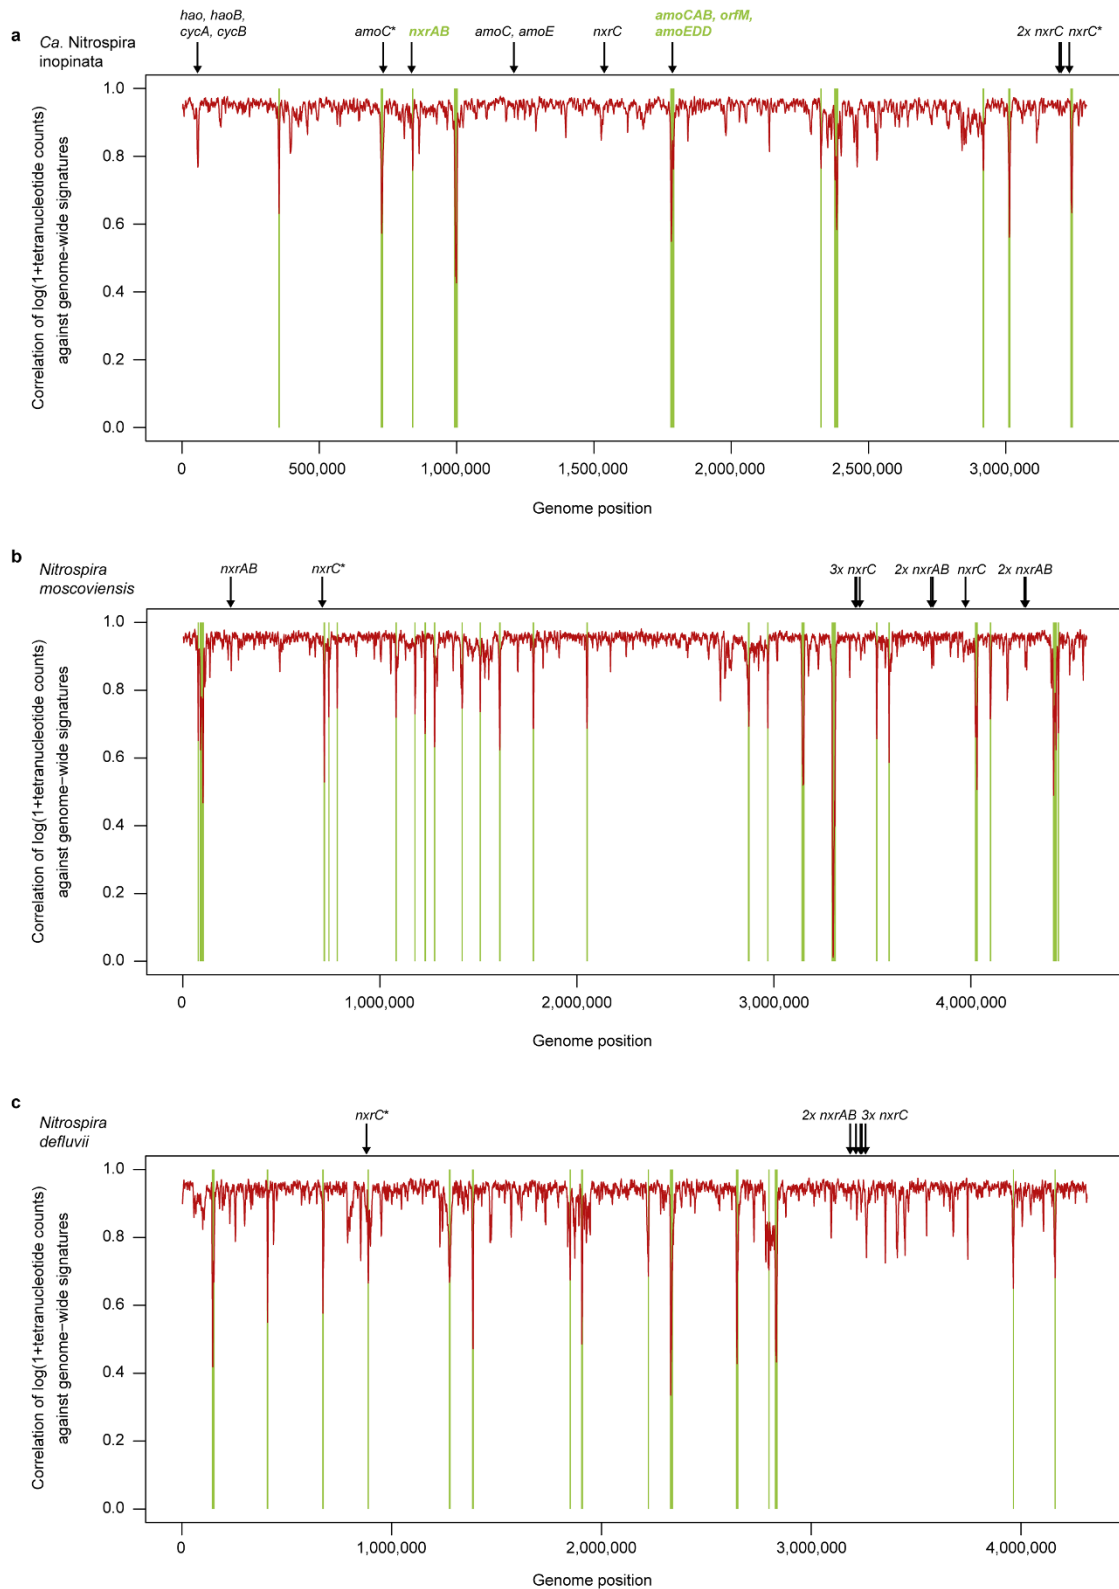 a
Ca. Nitrospira
inopinata
hao, haoB,
cycA, cycB
amoC*
nxrAB
amoC, amoE
nxrC
amoCAB, orfM,
amoEDD
2x nxrC
nxrC*
Correlation of log(1+tetranucleotide counts)
against genome-wide signatures
1.0
0.8
0.6
0.4
0.2
0.0
0
500,000
1,000,000
1,500,000
2,000,000
2,500,000
3,000,000
Genome position
b
Nitrospira
moscoviensis
nxrAB
nxrC*
3x nxrC
2x nxrAB
nxrC
2x nxrAB
Correlation of log(1+tetranucleotide counts)
against genome−wide signatures
1.0
0.8
0.6
0.4
0.2
0.0
0
1,000,000
2,000,000
3,000,000
4,000,000
Genome position
c
Nitrospira
defluvii
nxrC*
2x nxrAB
3x nxrC
Correlation of log(1+tetranucleotide counts)
against genome-wide signatures
1.0
0.8
0.6
0.4
0.2
0.0
0
1,000,000
2,000,000
3,000,000
4,000,000
Genome position